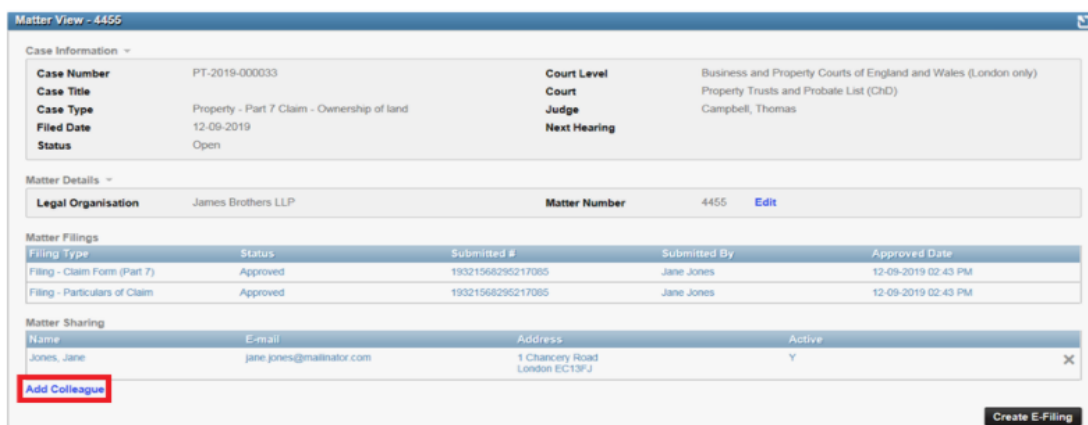 Matter View - 4455
Case Information
Case Number PT-2019-000033 Court Level Business and Property Courts of England and Wales (London only)
Case Title Court Property Trusts and Probate List (ChD)
Case Type Property - Part 7 Claim - Ownership of land Judge Campbell, Thomas
Filed Date 12-09-2019 Next Hearing
Status Open
Matter Details
Legal Organisation James Brothers LLP Matter Number 4455 Edit
Matter Filings
Filing Type Status Submitted # Submitted By Approved Date
Filing - Claim Form (Part 7) Approved 19321568295217085 Jane Jones 12-09-2019 02:43 PM
Filing - Particulars of Claim Approved 19321568295217085 Jane Jones 12-09-2019 02:43 PM
Matter Sharing
Name E-mail Address Active
Jones, Jane jane.jones@mailinator.com 1 Chancery Road Y
London EC13FJ
Add Colleague
Create E-Filing